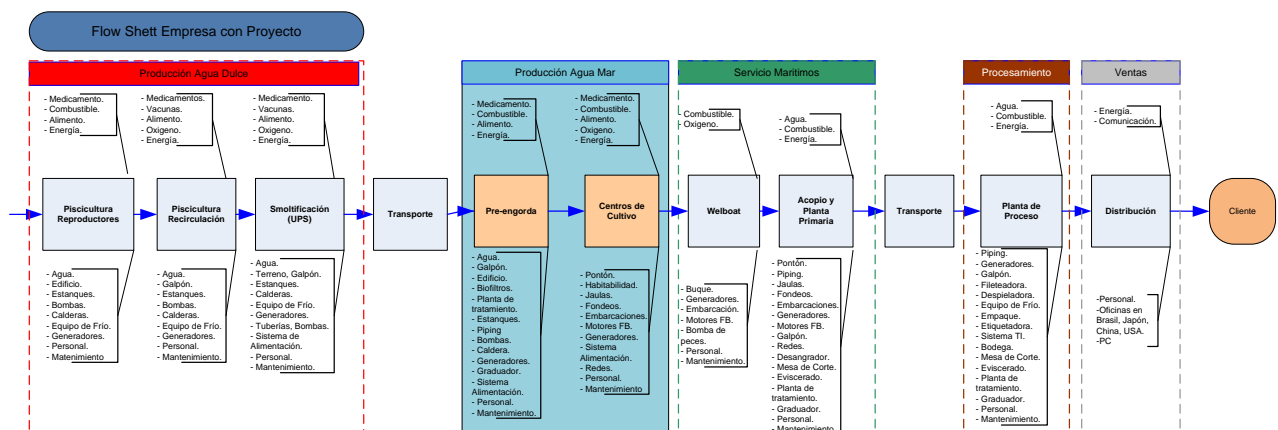 Flow Shett Empresa con Proyecto
Producción Agua Dulce
Producción Agua Mar
Servicio Maritimos
Procesamiento
Ventas
- Medicamento.
- Combustible.
- Alimento.
- Energía.
- Medicamentos.
- Vacunas.
- Alimento.
- Oxigeno.
- Energía.
- Medicamento.
- Vacunas.
- Alimento.
- Oxigeno.
- Energía.
- Medicamento.
- Combustible.
- Alimento.
- Energía.
- Medicamento.
- Combustible.
- Alimento.
- Oxigeno.
- Energía.
- Combustible.
- Oxigeno.
- Agua.
- Combustible.
- Energía.
- Agua.
- Combustible.
- Energía.
- Energía.
- Comunicación.
Piscicultura
Reproductores
Piscicultura
Recirculación
Smoltificación
(UPS)
Transporte
Pre-engorda
Centros de
Cultivo
Welboat
Acopio y
Planta
Primaria
Transporte
Planta de
Proceso
Distribución
Cliente
- Agua.
- Edificio.
- Estanques.
- Bombas.
- Calderas.
- Equipo de Frío.
- Generadores.
- Personal.
- Matenimiento
- Agua.
- Galpón.
- Estanques.
- Bombas.
- Calderas.
- Equipo de Frío.
- Generadores.
- Personal.
- Mantenimiento.
- Agua.
- Terreno, Galpón.
- Estanques.
- Calderas.
- Equipo de Frío.
- Generadores.
- Tuberías, Bombas.
- Sistema de
Alimentación.
- Personal.
- Mantenimiento.
- Agua.
- Galpón.
- Edificio.
- Biofiltros.
- Planta de
tratamiento.
- Estanques.
- Piping
- Bombas.
- Caldera.
- Generadores.
- Graduador.
- Sistema
Alimentación.
- Personal.
- Mantenimiento.
- Pontón.
- Habitabilidad.
- Jaulas.
- Fondeos.
- Embarcaciones.
- Motores FB.
- Generadores.
- Sistema
Alimentación.
- Redes.
- Personal.
- Mantenimiento
- Buque.
- Generadores.
- Embarcación.
- Motores FB.
- Bomba de
peces.
- Personal.
- Mantenimiento.
- Pontón.
- Piping.
- Jaulas.
- Fondeos.
- Embarcaciones.
- Generadores.
- Motores FB.
- Galpón.
- Redes.
- Desangrador.
- Mesa de Corte.
- Eviscerado.
- Planta de
tratamiento.
- Graduador.
- Personal.
- Mantenimiento
- Piping.
- Generadores.
- Galpón.
- Fileteadora.
- Despieladora.
- Equipo de Frío.
- Empaque.
- Etiquetadora.
- Sistema TI.
- Bodega.
- Mesa de Corte.
- Eviscerado.
- Planta de
tratamiento.
- Graduador.
- Personal.
- Mantenimiento.
-Personal.
-Oficinas en
Brasil, Japón,
China, USA.
-PC